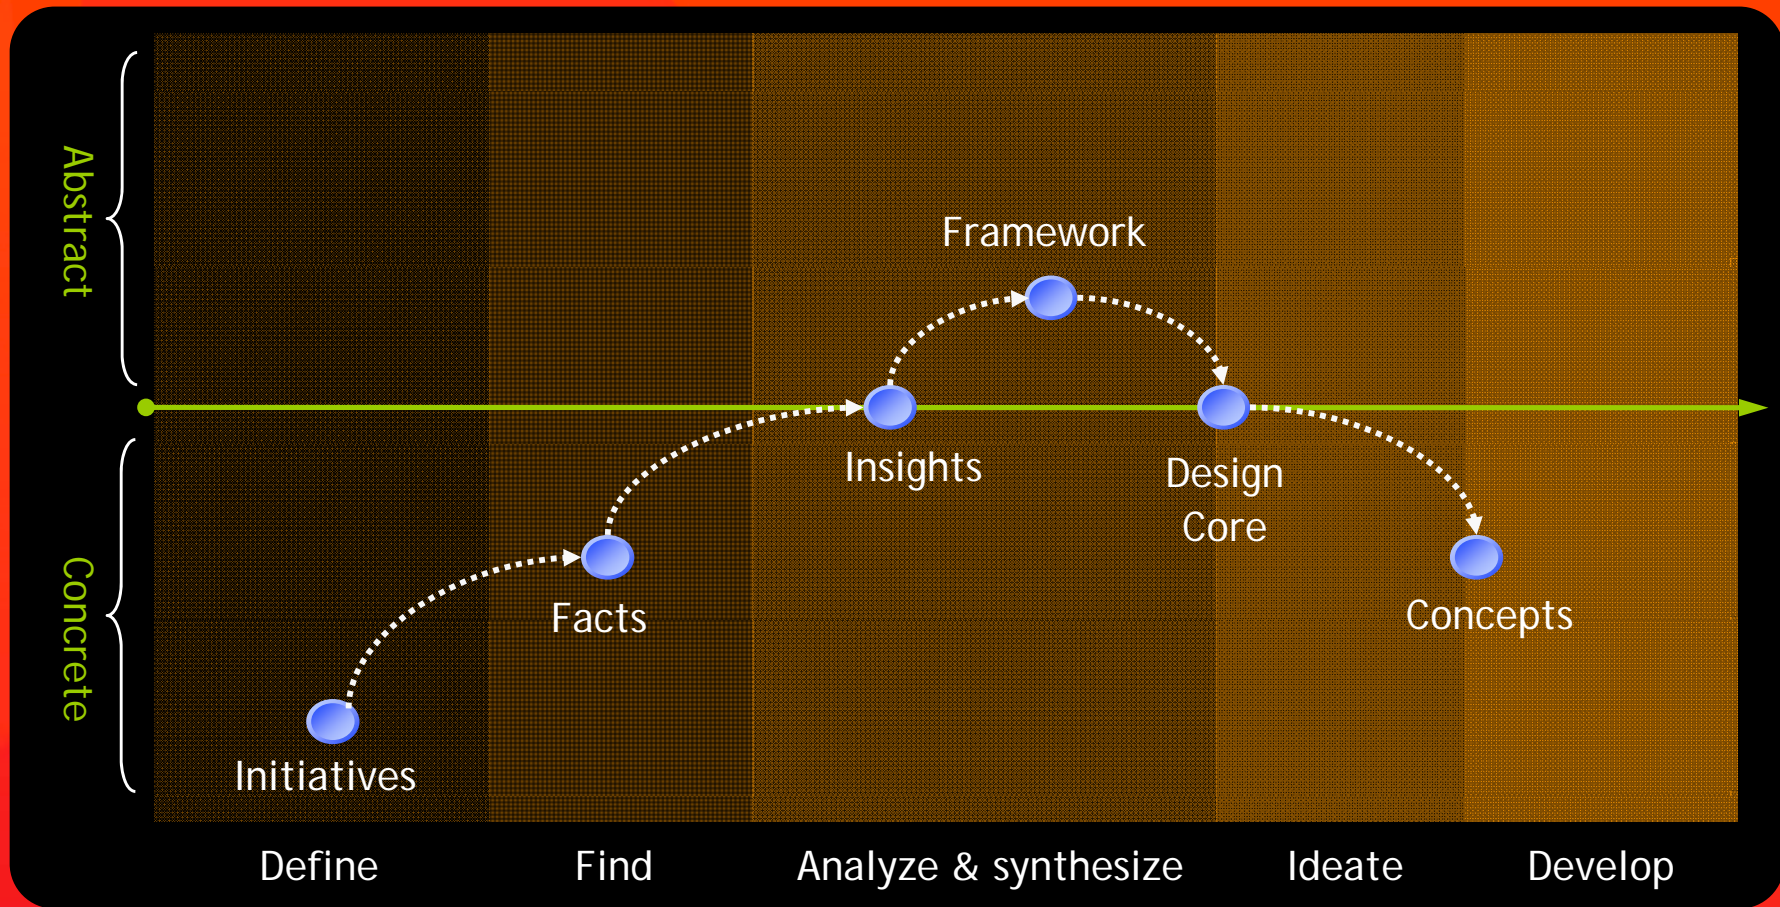 Abstract
Framework
Insights
Design
Core
Concrete
Facts
Concepts
Initiatives
Define
Find
Analyze & synthesize
Ideate
Develop